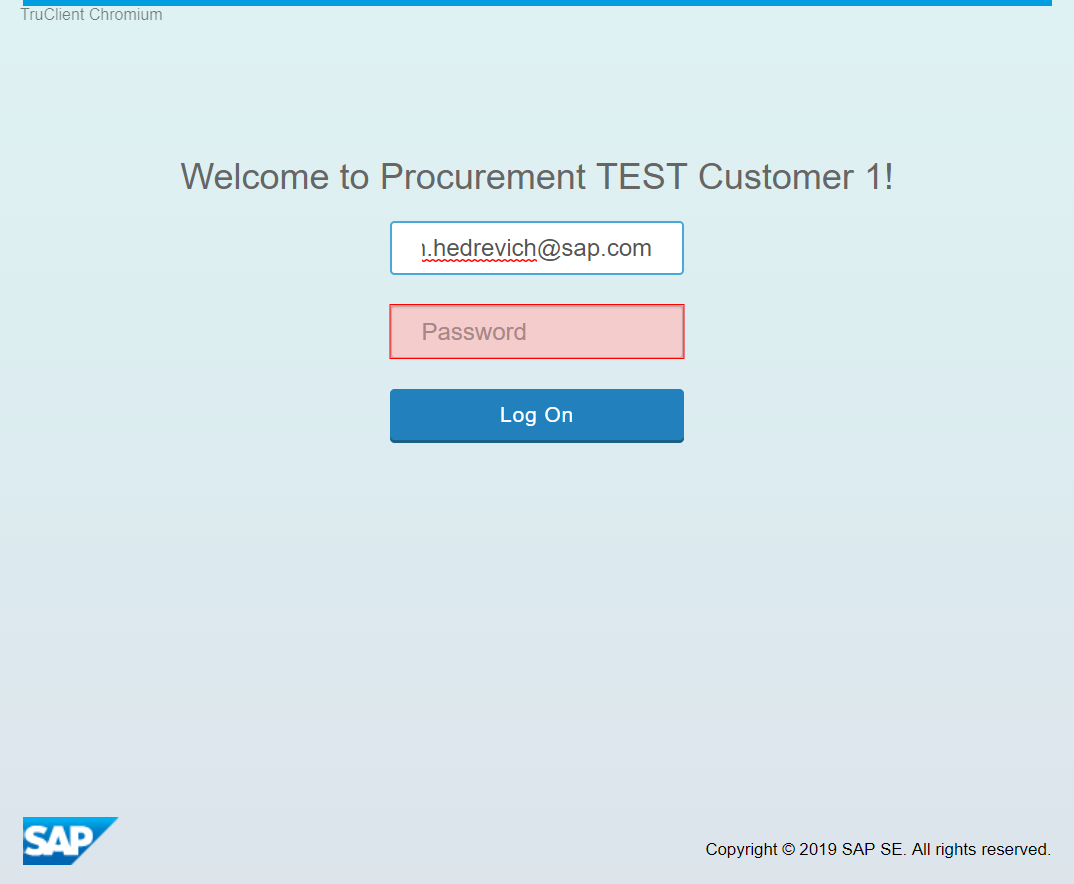 TruClient Chromium
Welcome to Procurement TEST Customer 1!
.hedrevich@sap.com
Password
Log On
SAP
Copyright © 2019 SAP SE. All rights reserved.